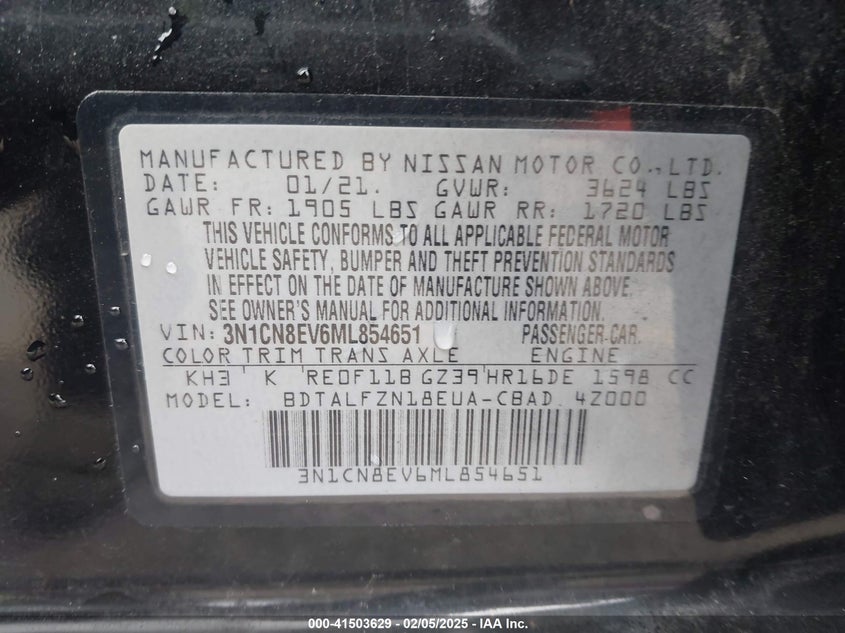 MANUFACTURED BY NISSAN MOTOR CO., LTD.
DATE: 01/21. GVWR: 3624 LBS
GAWR FR: 1905 LBS GAWR RR: 1720 LBS
THIS VEHICLE CONFORMS TO ALL APPLICABLE FEDERAL MOTOR
VEHICLE SAFETY, BUMPER AND THEFT PREVENTION STANDARDS
IN EFFECT ON THE DATE OF MANUFACTURE SHOWN ABOVE.
SEE OWNER'S MANUAL FOR ADDITIONAL INFORMATION.
VIN: 3N1CN8EV6ML854651 PASSENGER CAR.
COLOR TRIM TRANS AXLE ENGINE
KH3 K RE0F11B GZ39 HR16DE 1598 CC
MODEL: BDTALFZN18EUA-CBAD 4Z000
3N1CN8EV6ML854651
000-41503629 - 02/05/2025 - IAAI Inc.